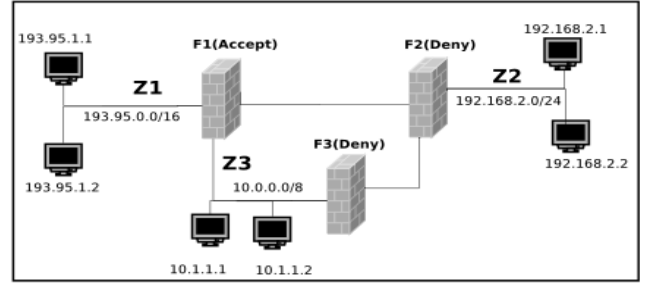 193.95.1.1
F1(Accept)
F2(Deny)
192.168.2.1
Z1
193.95.0.0/16
Z2
192.168.2.0/24
F3(Deny)
Z3
10.0.0.0/8
193.95.1.2
192.168.2.2
10.1.1.1
10.1.1.2